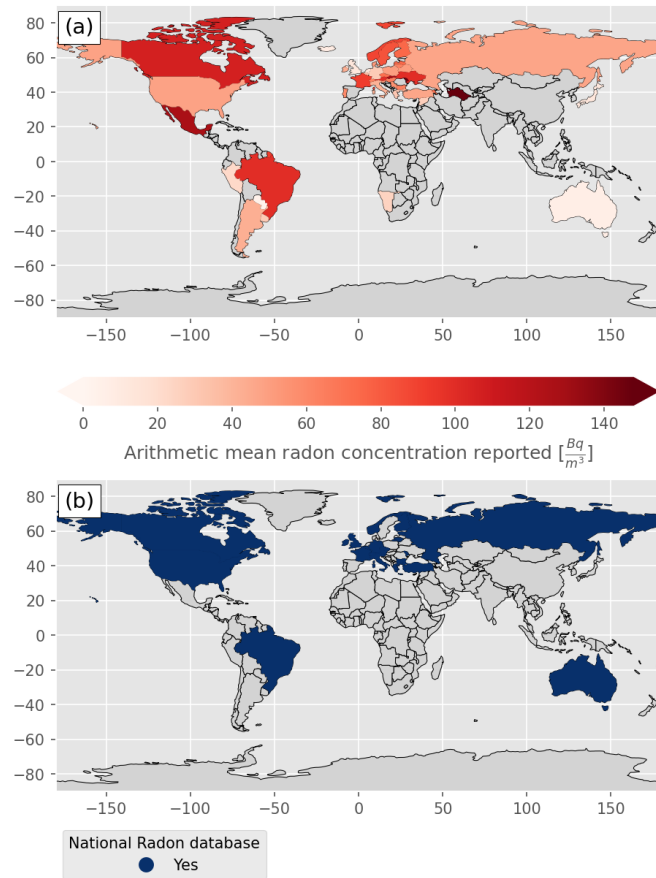 (a)
80
60
40
20
0
−20
−40
−60
−80
−150 −100 −50 0 50 100 150
0 20 40 60 80 100 120 140
Arithmetic mean radon concentration reported [Bq/m³]
(b)
80
60
40
20
0
−20
−40
−60
−80
−150 −100 −50 0 50 100 150
National Radon database
Yes